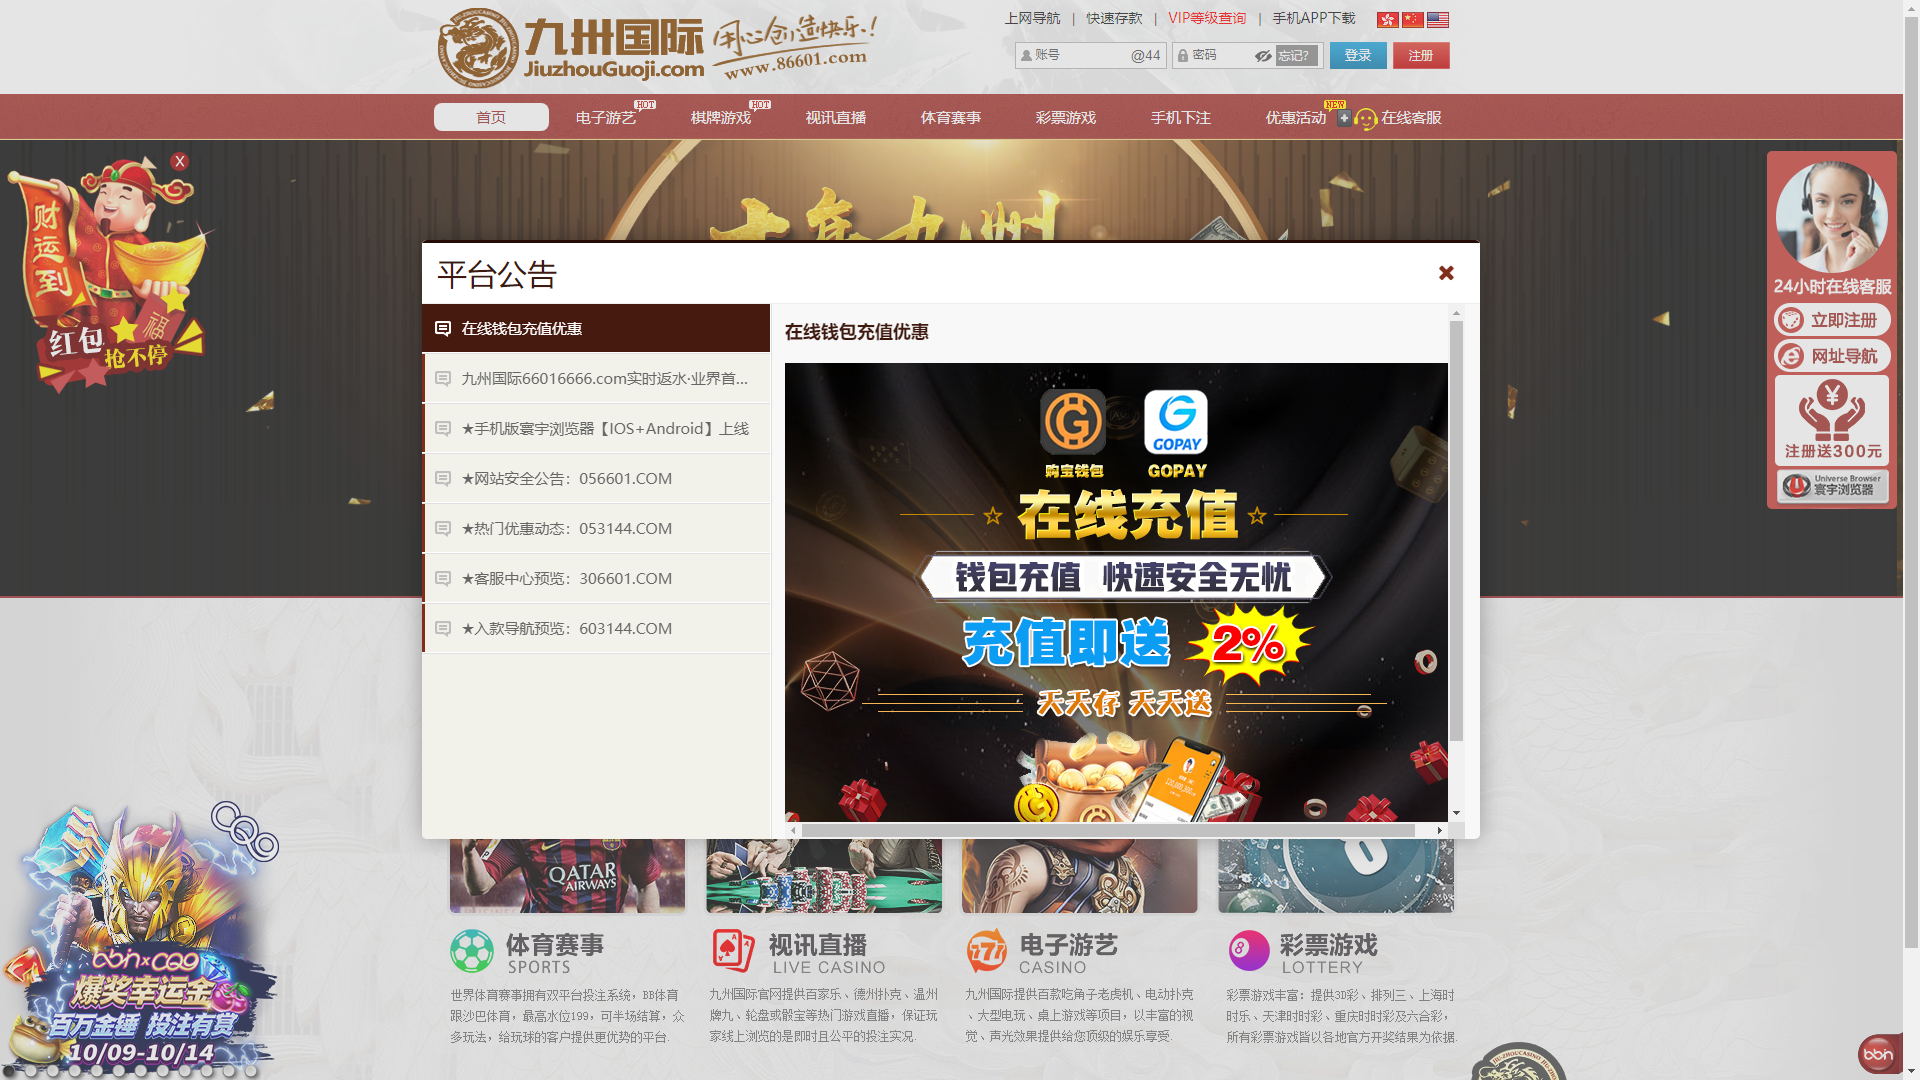 九州国际
JiuzhouGuoji.com
用心创造快乐!
www.86601.com
上网导航 | 快速存款 | VIP等级查询 | 手机APP下载
账号 @44 密码 忘记? 登录 注册
首页 电子游艺 HOT 棋牌游戏 HOT 视讯直播 体育赛事 彩票游戏 手机下注 优惠活动 NEW 在线客服
X
财运到
红包抢不停
24小时在线客服
立即注册
网址导航
注册送300元
Universe Browser
寰宇浏览器
平台公告
在线钱包充值优惠
九州国际66016666.com实时返水·业界首...
★手机版寰宇浏览器【IOS+Android】上线
★网站安全公告：056601.COM
★热门优惠动态：053144.COM
★客服中心预览：306601.COM
★入款导航预览：603144.COM
在线钱包充值优惠
GOPAY
购宝钱包 GOPAY
在线充值
钱包充值 快速安全无忧
充值即送 2%
天天存 天天送
QATAR
AIRWAYS
体育赛事
SPORTS
世界体育赛事拥有双平台投注系统，BB体育
跟沙巴体育，最高水位199，可半场结算，众
多玩法，给玩球的客户提供更优势的平台.
视讯直播
LIVE CASINO
九州国际官网提供百家乐、德州扑克、温州
牌九、轮盘或骰宝等热门游戏直播，保证玩
家线上浏览的是即时且公平的投注实况.
777
电子游艺
CASINO
九州国际提供百款吃角子老虎机、电动扑克
、大型电玩、桌上游戏等项目，以丰富的视
觉、声光效果提供给您顶级的娱乐享受.
8
彩票游戏
LOTTERY
彩票游戏丰富：提供3D彩、排列三、上海时
时乐、天津时时彩、重庆时时彩及六合彩，
所有彩票游戏皆以各地官方开奖结果为依据.
bbin x CQ9
爆奖幸运金
百万金锤 投注有赏
10/09-10/14
bbin